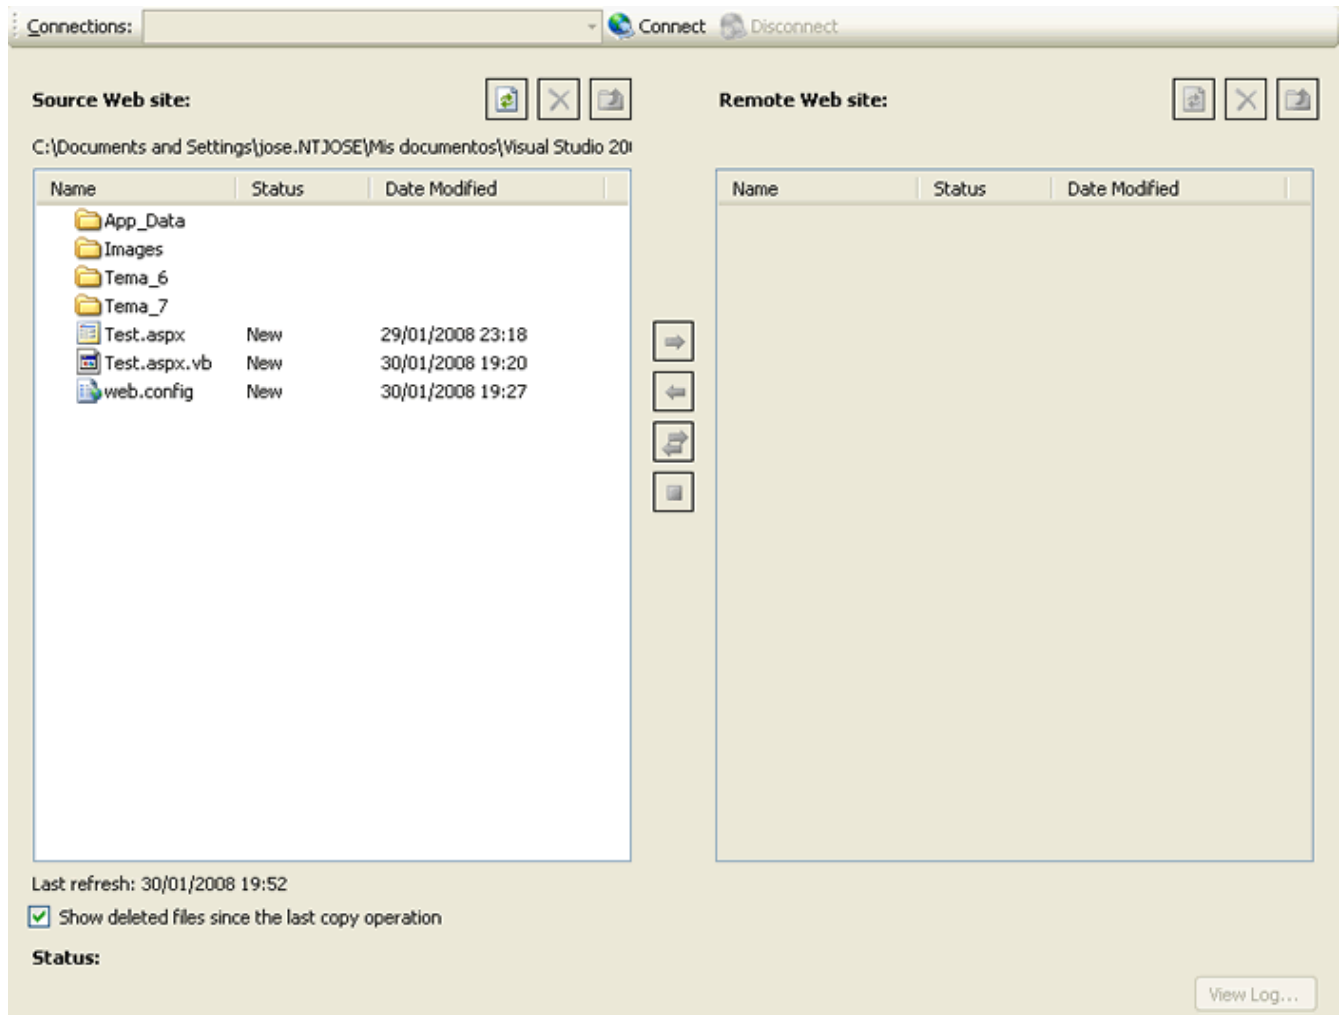 Connections: Connect Disconnect
Source Web site: Remote Web site:
C:\Documents and Settings\jose.NTJOSE\Mis documentos\Visual Studio 200
Name Status Date Modified Name Status Date Modified
App_Data
Images
Tema_6
Tema_7
Test.aspx New 29/01/2008 23:18
Test.aspx.vb New 30/01/2008 19:20
web.config New 30/01/2008 19:27
Last refresh: 30/01/2008 19:52
Show deleted files since the last copy operation
Status:
View Log...